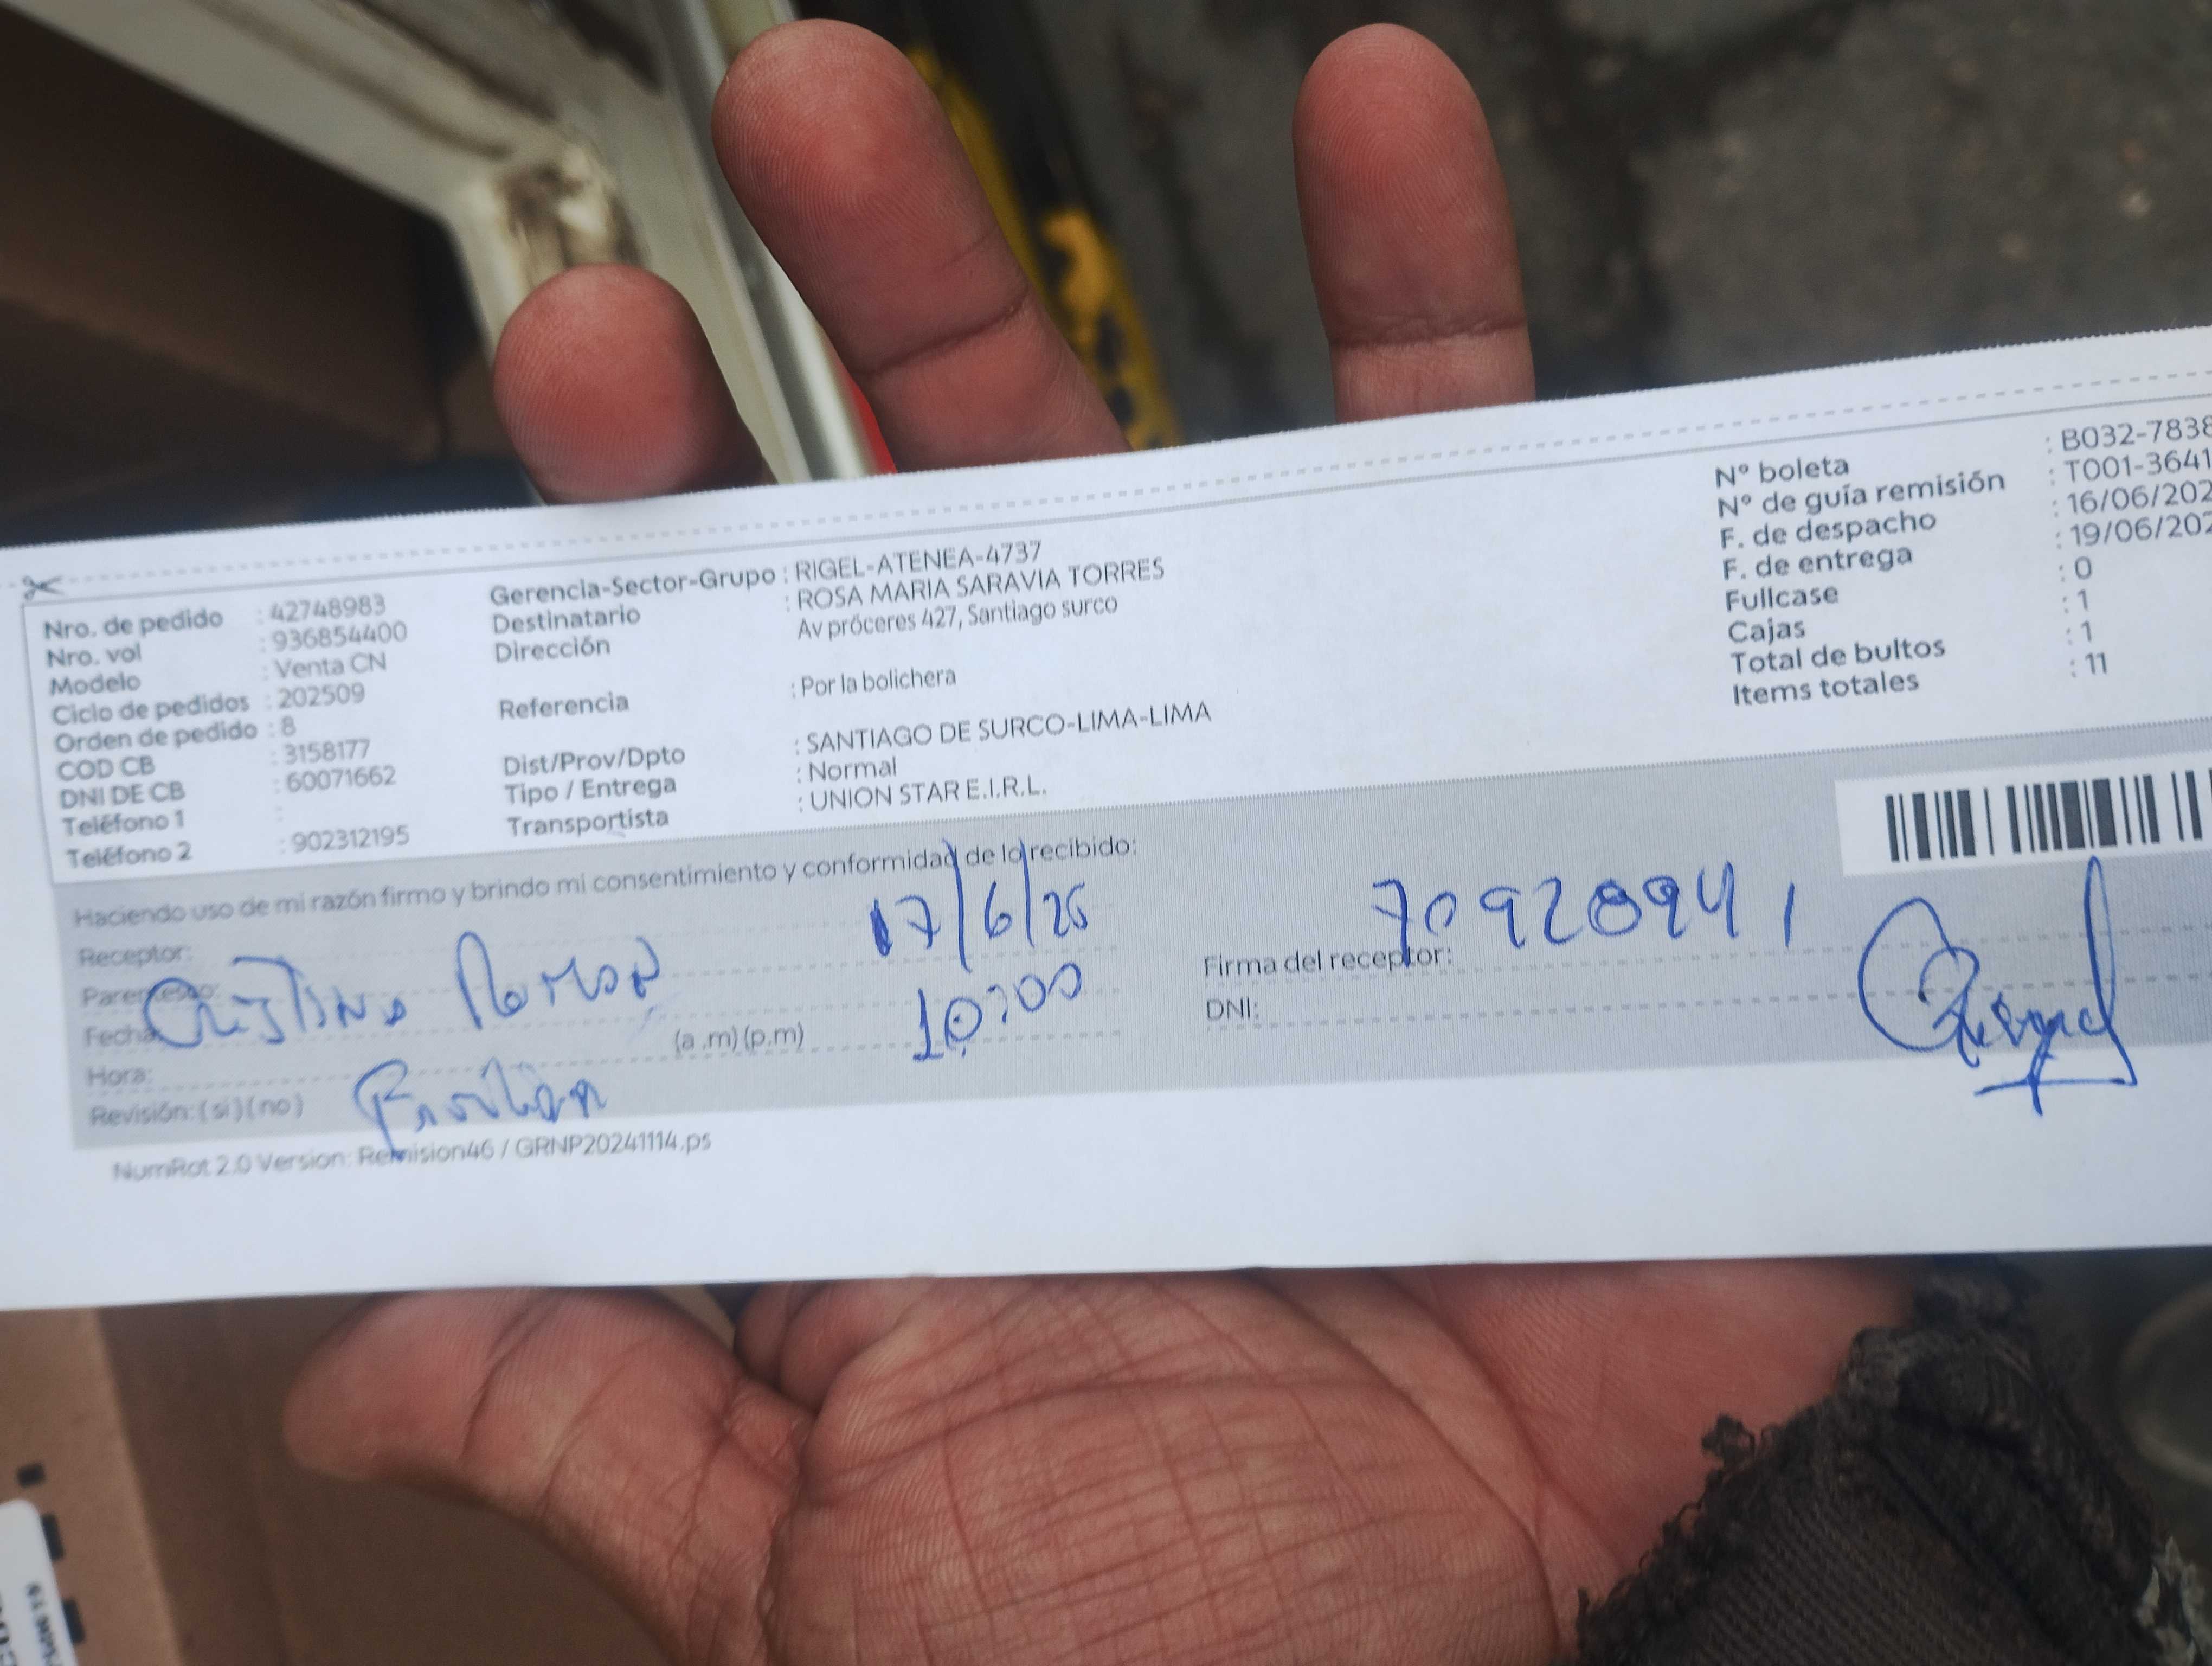 Nro. de pedido : 42748983
Nro. vol : 936854400
Modelo : Venta CN
Ciclo de pedidos : 202509
Orden de pedido : 8
COD CB : 3158177
DNI DE CB : 60071662
Teléfono 1 :
Teléfono 2 : 902312195
Gerencia-Sector-Grupo : RIGEL-ATENEA-4737
Destinatario : ROSA MARIA SARAVIA TORRES
Dirección Av próceres 427, Santiago surco
Referencia : Por la bolichera
Dist/Prov/Dpto : SANTIAGO DE SURCO-LIMA-LIMA
Tipo / Entrega : Normal
Transportista : UNION STAR E.I.R.L.
N° boleta : B032-7838
N° de guía remisión : T001-3641
F. de despacho : 16/06/202
F. de entrega : 19/06/202
Fullcase : 0
Cajas : 1
Total de bultos : 1
Items totales : 11
Haciendo uso de mi razón firmo y brindo mi consentimiento y conformidad de lo recibido:
Receptor: 17/6/25
Parentesco:
Fecha:
Hora: (a .m) (p.m) 10:00
Revisión: ( si ) ( no )
70928941
Firma del receptor:
DNI:
NumRot 2.0 Version: Remision46 / GRNP20241114.ps